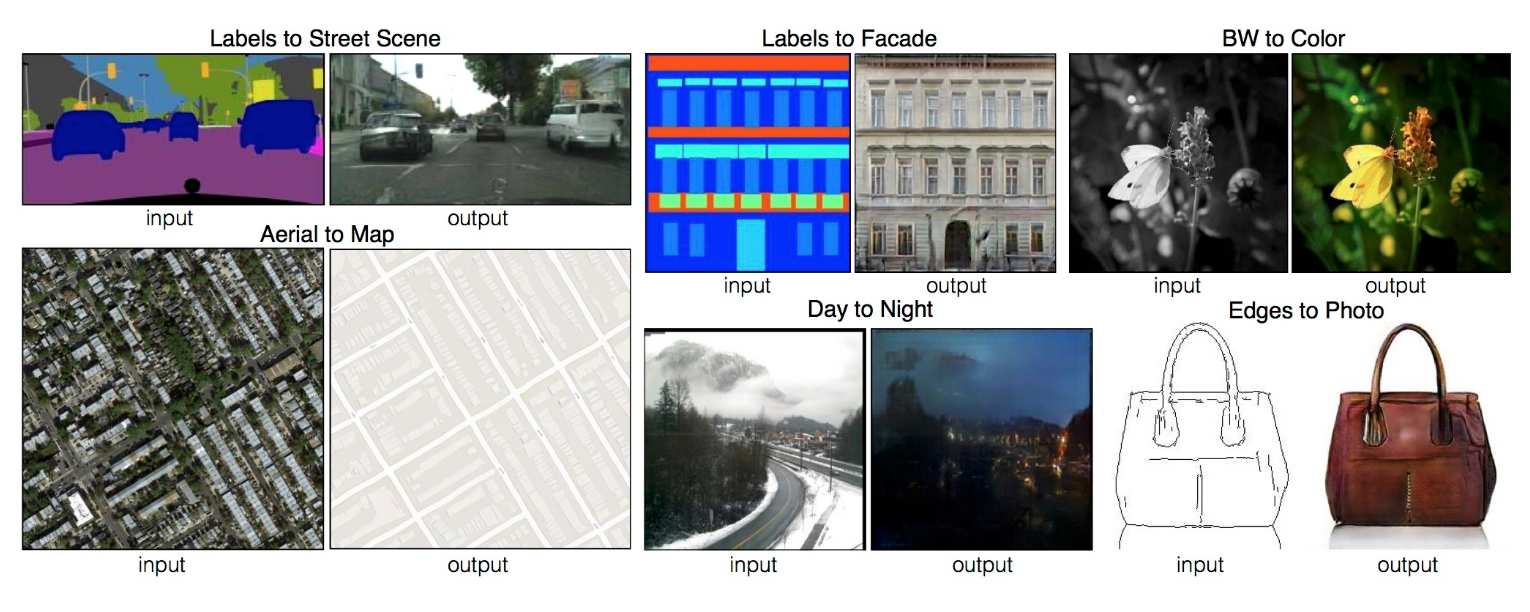 Labels to Street Scene
input
output
Aerial to Map
input
output
Labels to Facade
input
output
Day to Night
input
output
BW to Color
input
output
Edges to Photo
input
output